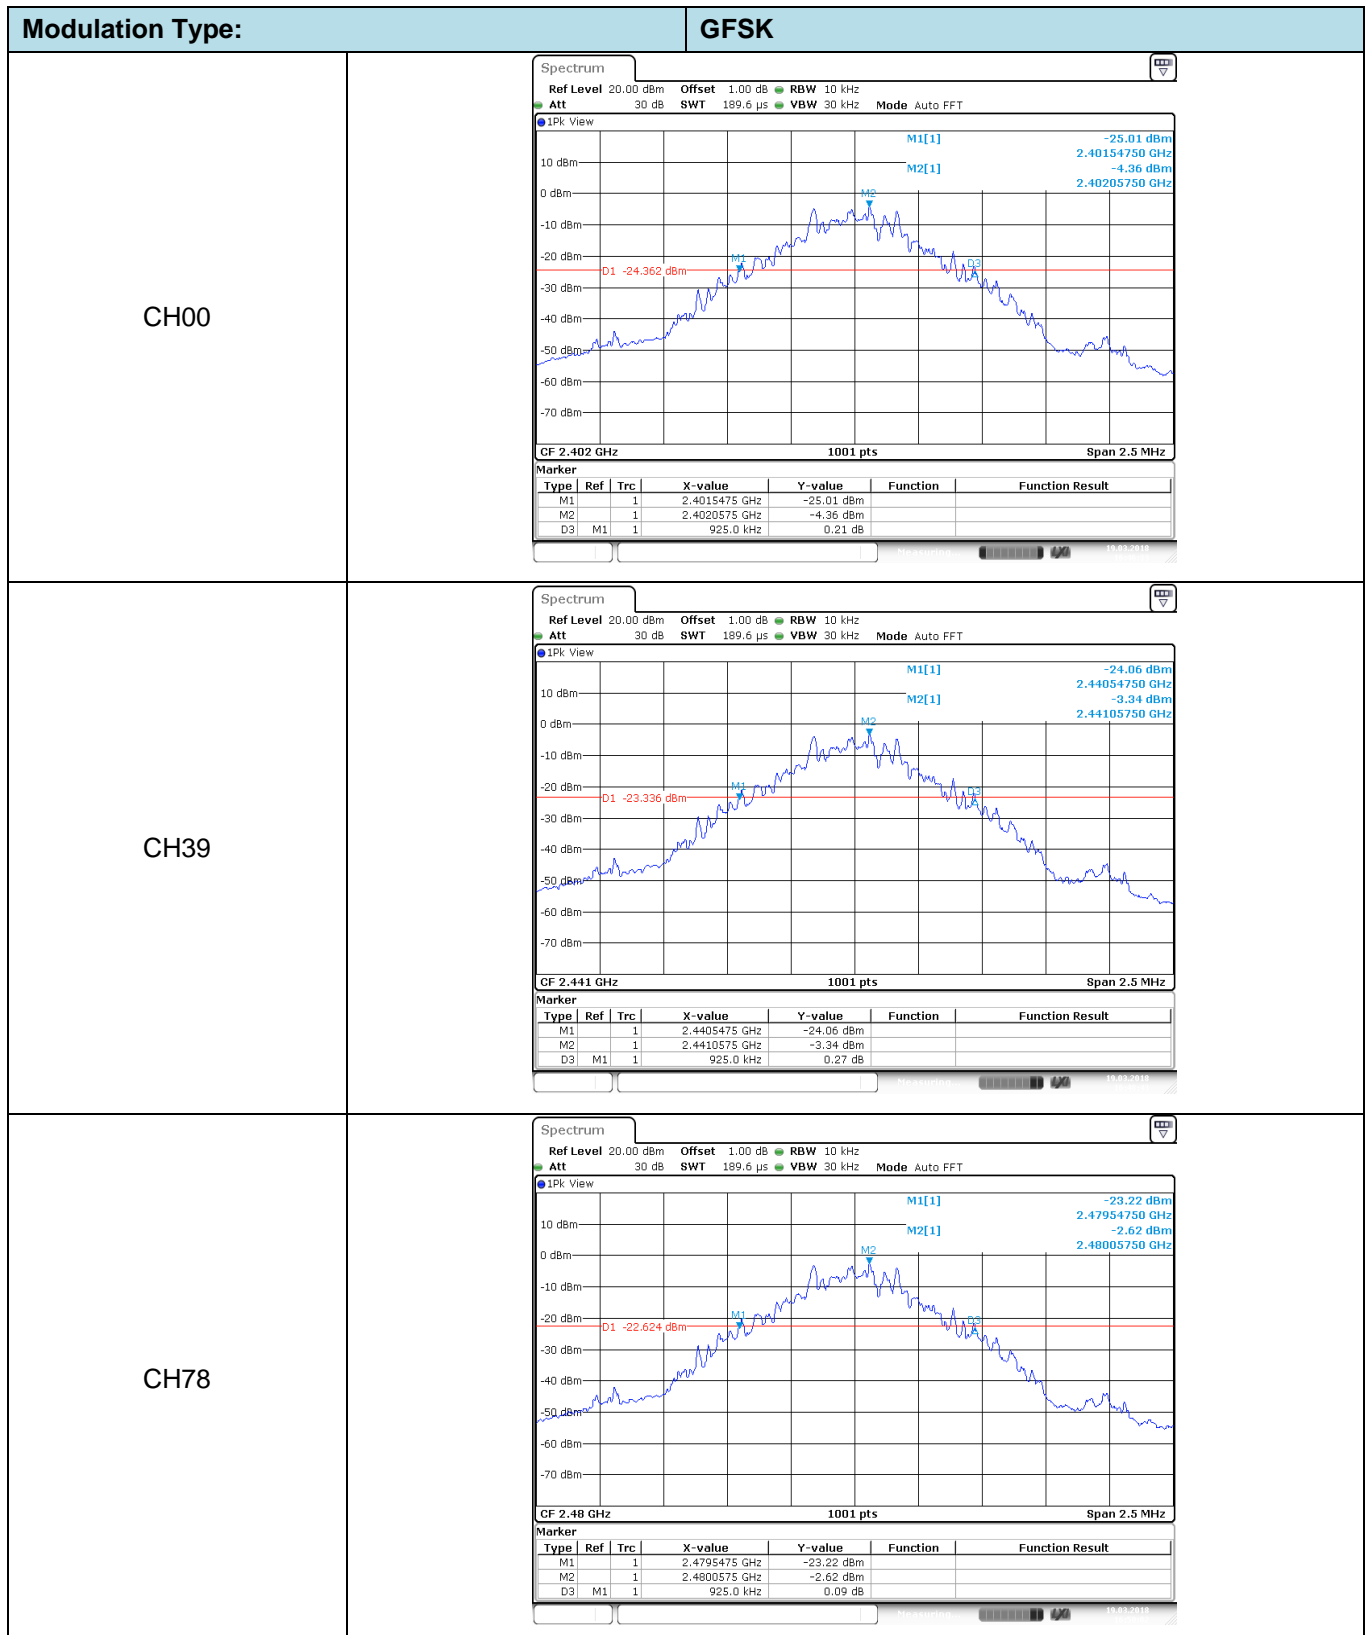 Modulation Type: GFSK
CH00
Spectrum
Ref Level 20.00 dBm Offset 1.00 dB RBW 10 kHz
Att 30 dB SWT 189.6 µs VBW 30 kHz Mode Auto FFT
1Pk View
M1[1] -25.01 dBm
2.40154750 GHz
10 dBm
M2[1] -4.36 dBm
2.40205750 GHz
0 dBm
M2
-10 dBm
-20 dBm
M1
D3
D1 -24.362 dBm
-30 dBm
-40 dBm
-50 dBm
-60 dBm
-70 dBm
CF 2.402 GHz 1001 pts Span 2.5 MHz
Marker
Type Ref Trc X-value Y-value Function Function Result
M1 1 2.4015475 GHz -25.01 dBm
M2 1 2.4020575 GHz -4.36 dBm
D3 M1 1 925.0 kHz 0.21 dB
Measuring... 19.03.2018
CH39
Spectrum
Ref Level 20.00 dBm Offset 1.00 dB RBW 10 kHz
Att 30 dB SWT 189.6 µs VBW 30 kHz Mode Auto FFT
1Pk View
M1[1] -24.06 dBm
2.44054750 GHz
10 dBm
M2[1] -3.34 dBm
2.44105750 GHz
0 dBm
M2
-10 dBm
-20 dBm
M1
D3
D1 -23.336 dBm
-30 dBm
-40 dBm
-50 dBm
-60 dBm
-70 dBm
CF 2.441 GHz 1001 pts Span 2.5 MHz
Marker
Type Ref Trc X-value Y-value Function Function Result
M1 1 2.4405475 GHz -24.06 dBm
M2 1 2.4410575 GHz -3.34 dBm
D3 M1 1 925.0 kHz 0.27 dB
Measuring... 19.03.2018
CH78
Spectrum
Ref Level 20.00 dBm Offset 1.00 dB RBW 10 kHz
Att 30 dB SWT 189.6 µs VBW 30 kHz Mode Auto FFT
1Pk View
M1[1] -23.22 dBm
2.47954750 GHz
10 dBm
M2[1] -2.62 dBm
2.48005750 GHz
0 dBm
M2
-10 dBm
-20 dBm
M1
D3
D1 -22.624 dBm
-30 dBm
-40 dBm
-50 dBm
-60 dBm
-70 dBm
CF 2.48 GHz 1001 pts Span 2.5 MHz
Marker
Type Ref Trc X-value Y-value Function Function Result
M1 1 2.4795475 GHz -23.22 dBm
M2 1 2.4800575 GHz -2.62 dBm
D3 M1 1 925.0 kHz 0.09 dB
Measuring... 19.03.2018